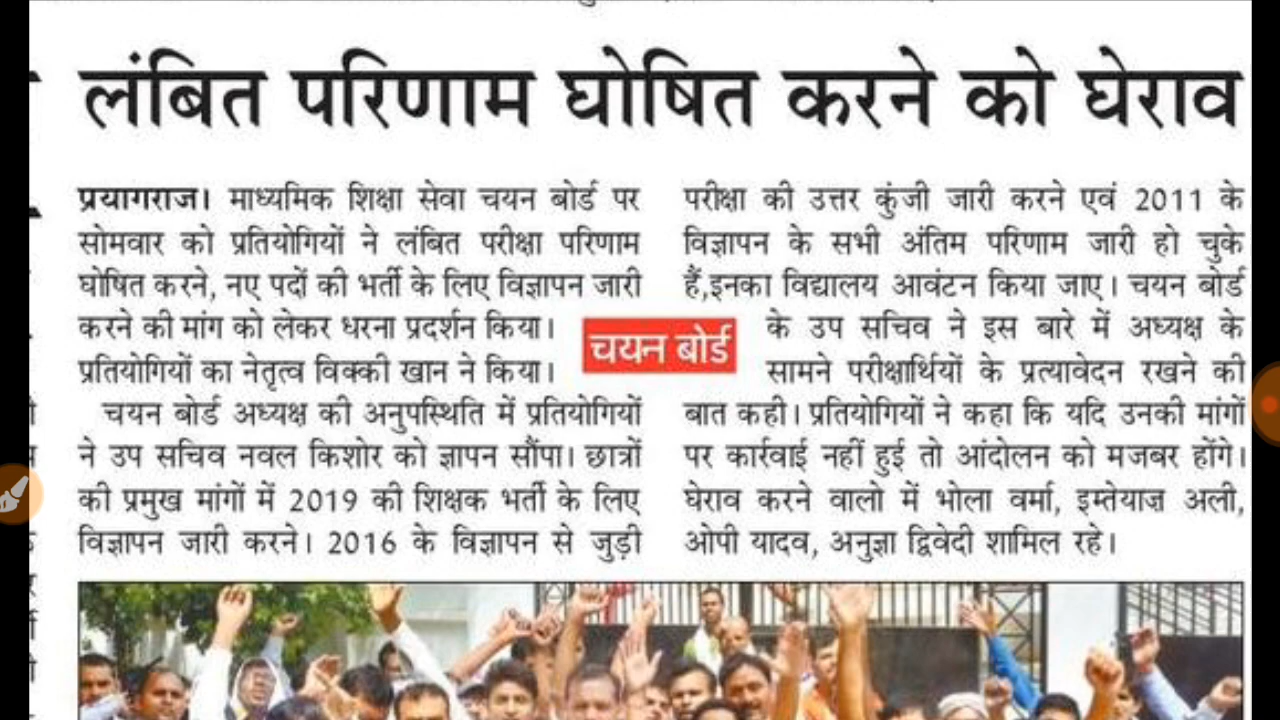 लंबित परिणाम घोषित करने को घेराव
प्रयागराज। माध्यमिक शिक्षा सेवा चयन बोर्ड पर
सोमवार को प्रतियोगियों ने लंबित परीक्षा परिणाम
घोषित करने, नए पदों की भर्ती के लिए विज्ञापन जारी
करने की मांग को लेकर धरना प्रदर्शन किया।
प्रतियोगियों का नेतृत्व विक्की खान ने किया।
चयन बोर्ड अध्यक्ष की अनुपस्थिति में प्रतियोगियों
ने उप सचिव नवल किशोर को ज्ञापन सौंपा। छात्रों
की प्रमुख मांगों में 2019 की शिक्षक भर्ती के लिए
विज्ञापन जारी करने। 2016 के विज्ञापन से जुड़ी
चयन बोर्ड
परीक्षा की उत्तर कुंजी जारी करने एवं 2011 के
विज्ञापन के सभी अंतिम परिणाम जारी हो चुके
हैं,इनका विद्यालय आवंटन किया जाए। चयन बोर्ड
के उप सचिव ने इस बारे में अध्यक्ष के
सामने परीक्षार्थियों के प्रत्यावेदन रखने की
बात कही। प्रतियोगियों ने कहा कि यदि उनकी मांगों
पर कार्रवाई नहीं हुई तो आंदोलन को मजबर होंगे।
घेराव करने वालो में भोला वर्मा, इम्तेयाज अली,
ओपी यादव, अनुज्ञा द्विवेदी शामिल रहे।